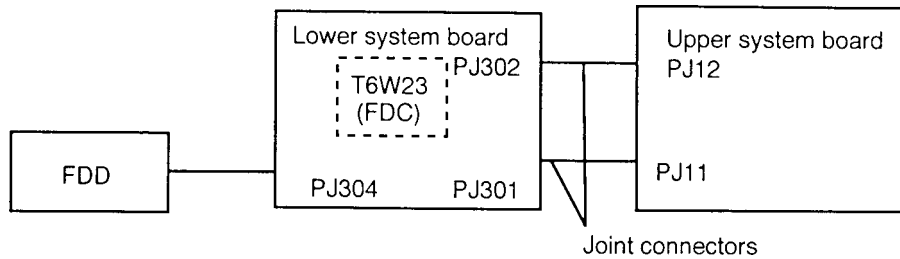 Lower system board
PJ302
T6W23
(FDC)
Upper system board
PJ12
FDD
PJ304
PJ301
PJ11
Joint connectors